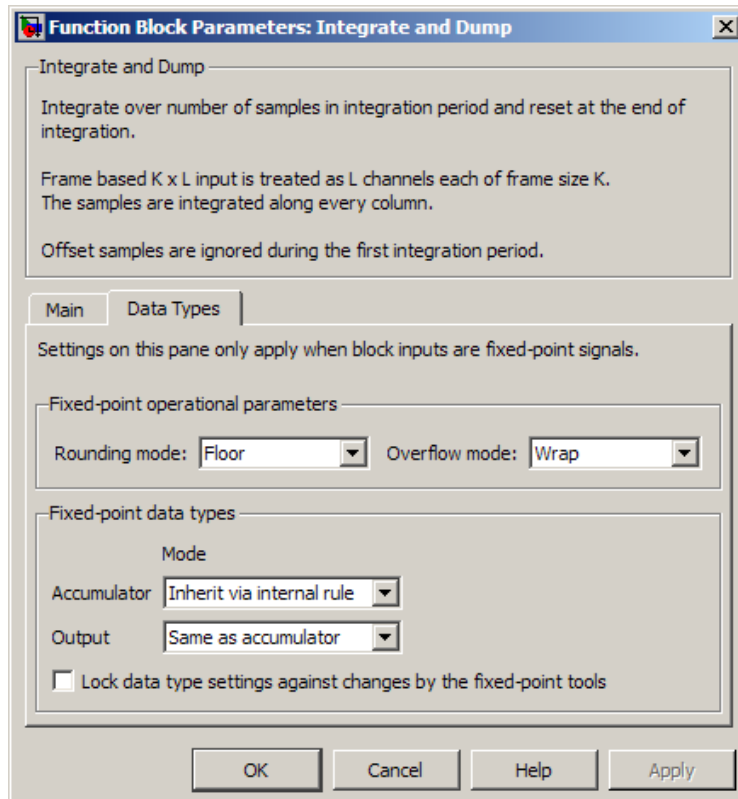 Function Block Parameters: Integrate and Dump
Integrate and Dump
Integrate over number of samples in integration period and reset at the end of
integration.
Frame based K x L input is treated as L channels each of frame size K.
The samples are integrated along every column.
Offset samples are ignored during the first integration period.
Main Data Types
Settings on this pane only apply when block inputs are fixed-point signals.
Fixed-point operational parameters
Rounding mode: Floor Overflow mode: Wrap
Fixed-point data types
Mode
Accumulator Inherit via internal rule
Output Same as accumulator
Lock data type settings against changes by the fixed-point tools
OK Cancel Help Apply